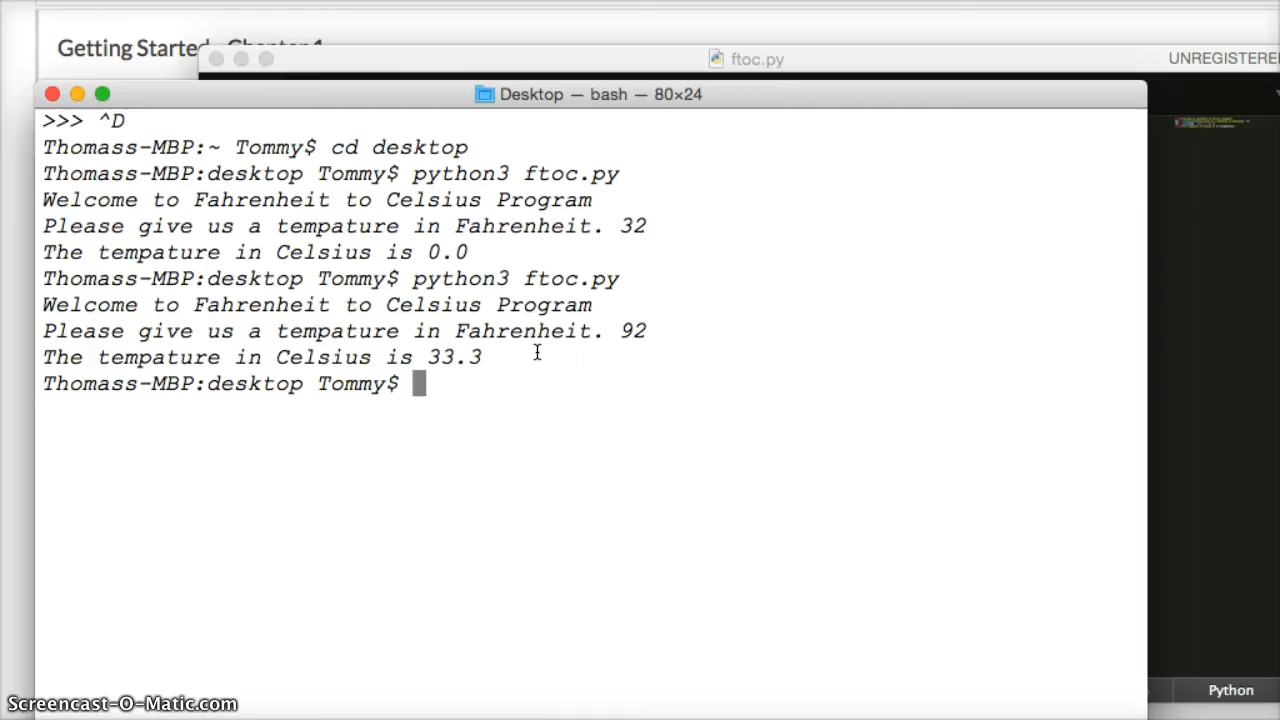 Getting Started - Chapter 1
ftoc.py
UNREGISTERE
Desktop — bash — 80×24
>>> ^D
Thomass-MBP:~ Tommy$ cd desktop
Thomass-MBP:desktop Tommy$ python3 ftoc.py
Welcome to Fahrenheit to Celsius Program
Please give us a tempature in Fahrenheit. 32
The tempature in Celsius is 0.0
Thomass-MBP:desktop Tommy$ python3 ftoc.py
Welcome to Fahrenheit to Celsius Program
Please give us a tempature in Fahrenheit. 92
The tempature in Celsius is 33.3
Thomass-MBP:desktop Tommy$
Python
Screencast-O-Matic.com